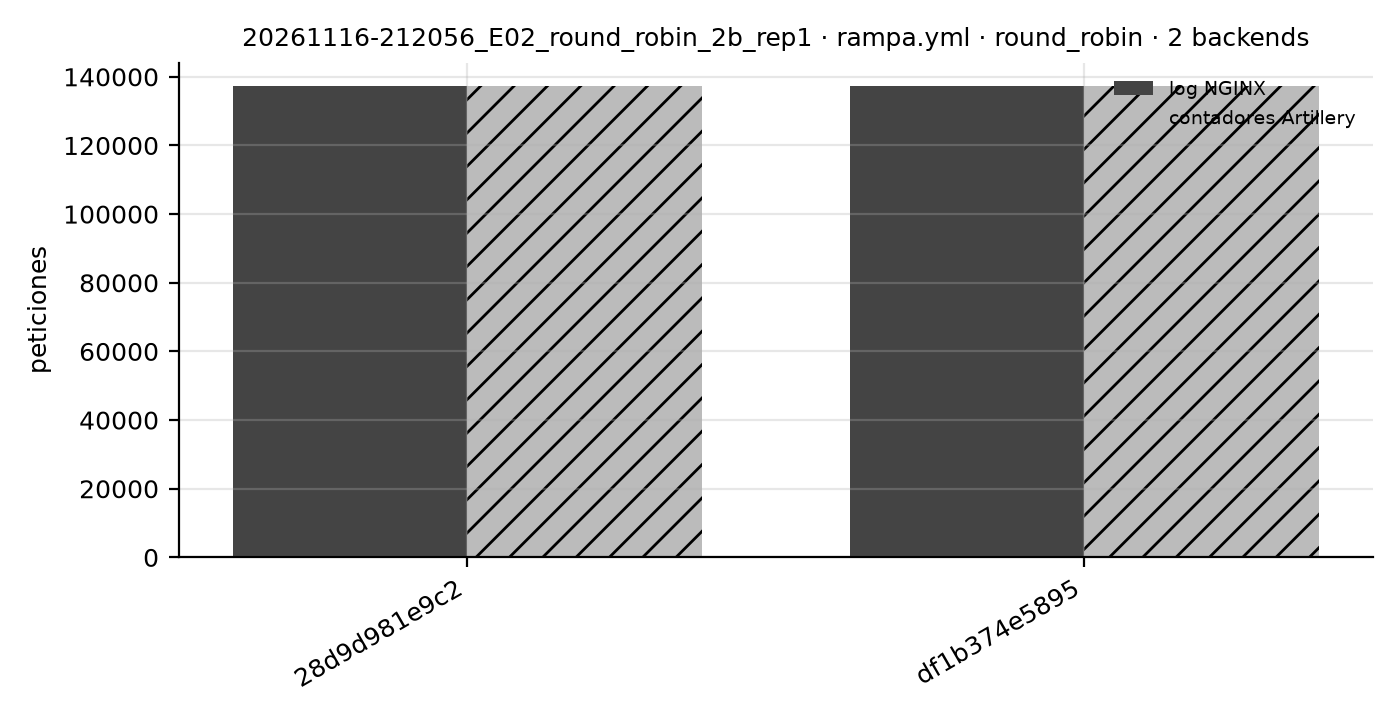 20261116-212056_E02_round_robin_2b_rep1 · rampa.yml · round_robin · 2 backends
140000
120000
100000
80000
60000
40000
20000
0
peticiones
log NGINX
contadores Artillery
28d9d981e9c2
df1b374e5895